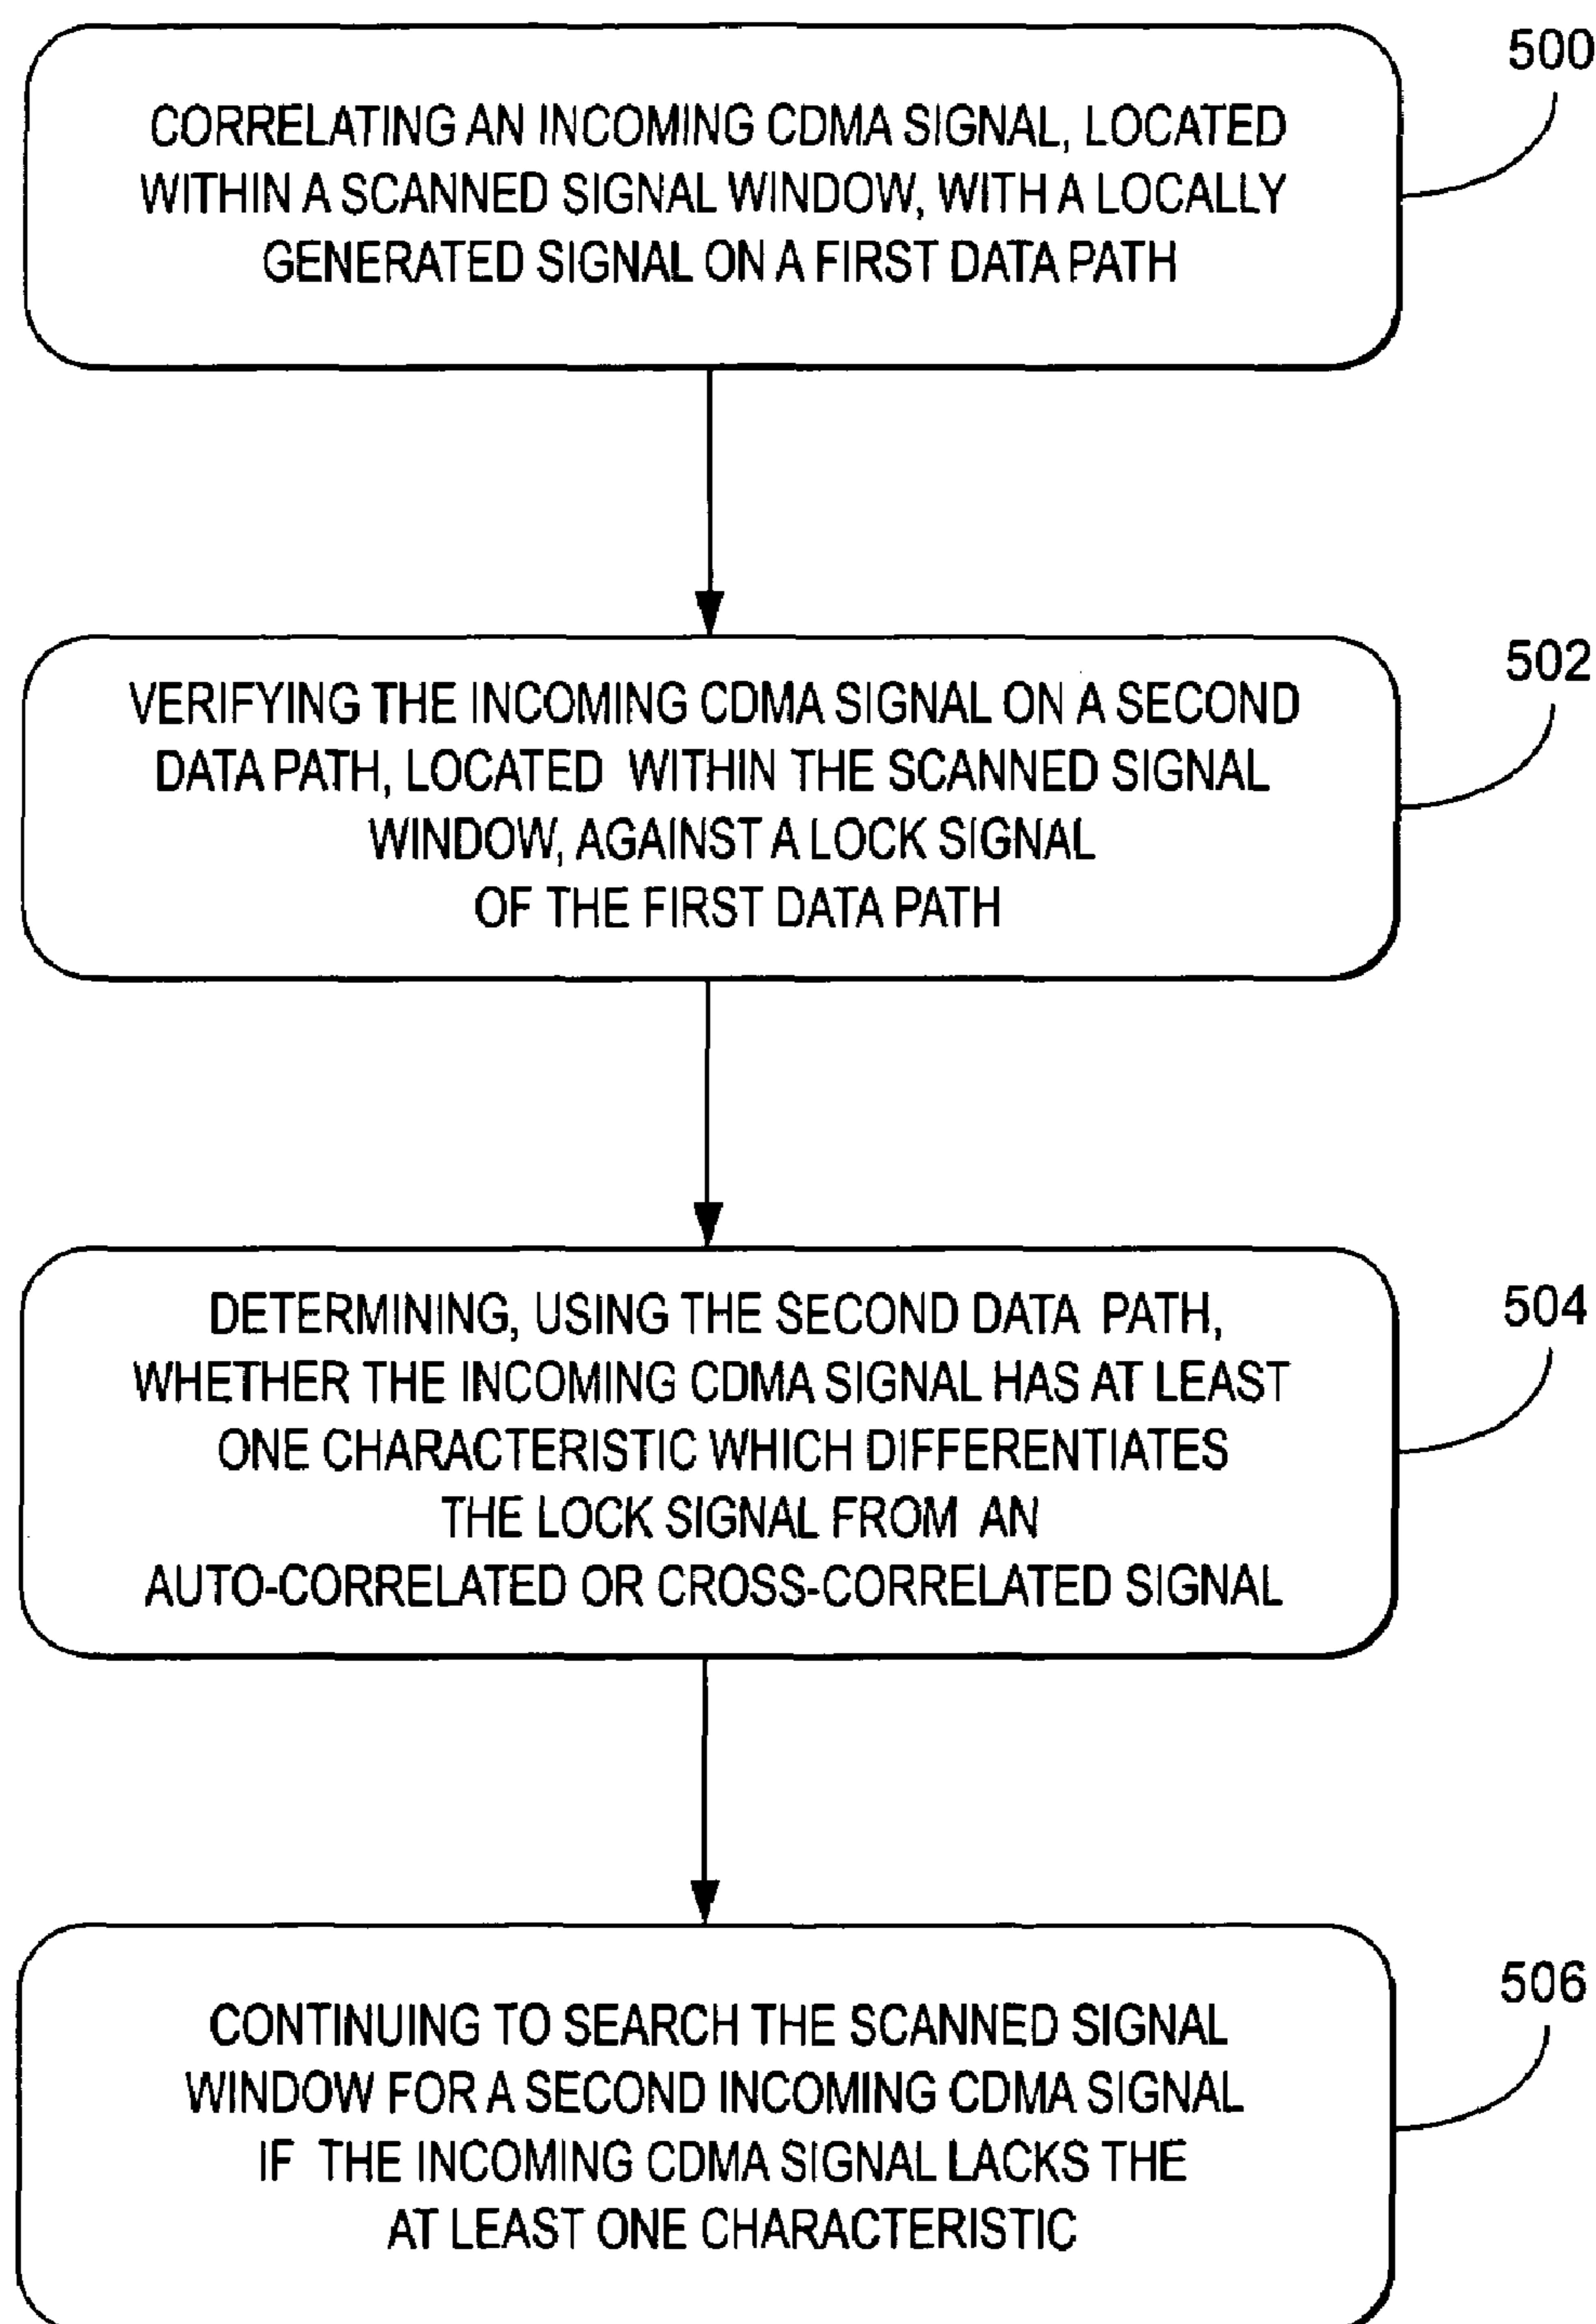 500
CORRELATING AN INCOMING CDMA SIGNAL, LOCATED
WITHIN A SCANNED SIGNAL WINDOW, WITH A LOCALLY
GENERATED SIGNAL ON A FIRST DATA PATH
502
VERIFYING THE INCOMING CDMA SIGNAL ON A SECOND
DATA PATH, LOCATED WITHIN THE SCANNED SIGNAL
WINDOW, AGAINST A LOCK SIGNAL
OF THE FIRST DATA PATH
504
DETERMINING, USING THE SECOND DATA PATH,
WHETHER THE INCOMING CDMA SIGNAL HAS AT LEAST
ONE CHARACTERISTIC WHICH DIFFERENTIATES
THE LOCK SIGNAL FROM AN
AUTO-CORRELATED OR CROSS-CORRELATED SIGNAL
506
CONTINUING TO SEARCH THE SCANNED SIGNAL
WINDOW FOR A SECOND INCOMING CDMA SIGNAL
IF THE INCOMING CDMA SIGNAL LACKS THE
AT LEAST ONE CHARACTERISTIC